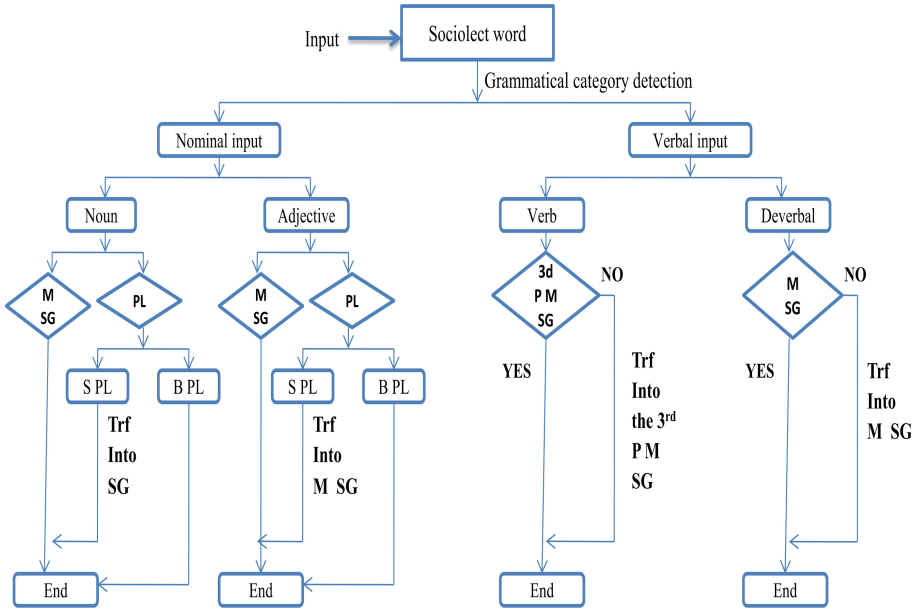 Input
Sociolect word
Grammatical category detection
Nominal input
Verbal input
Noun
Adjective
Verb
Deverbal
M
SG
PL
M
SG
PL
3d
P M
SG
NO
M
SG
NO
S PL
B PL
S PL
B PL
YES
Trf
Into
the 3rd
P M
SG
YES
Trf
Into
M SG
Trf
Into
SG
Trf
Into
M SG
End
End
End
End